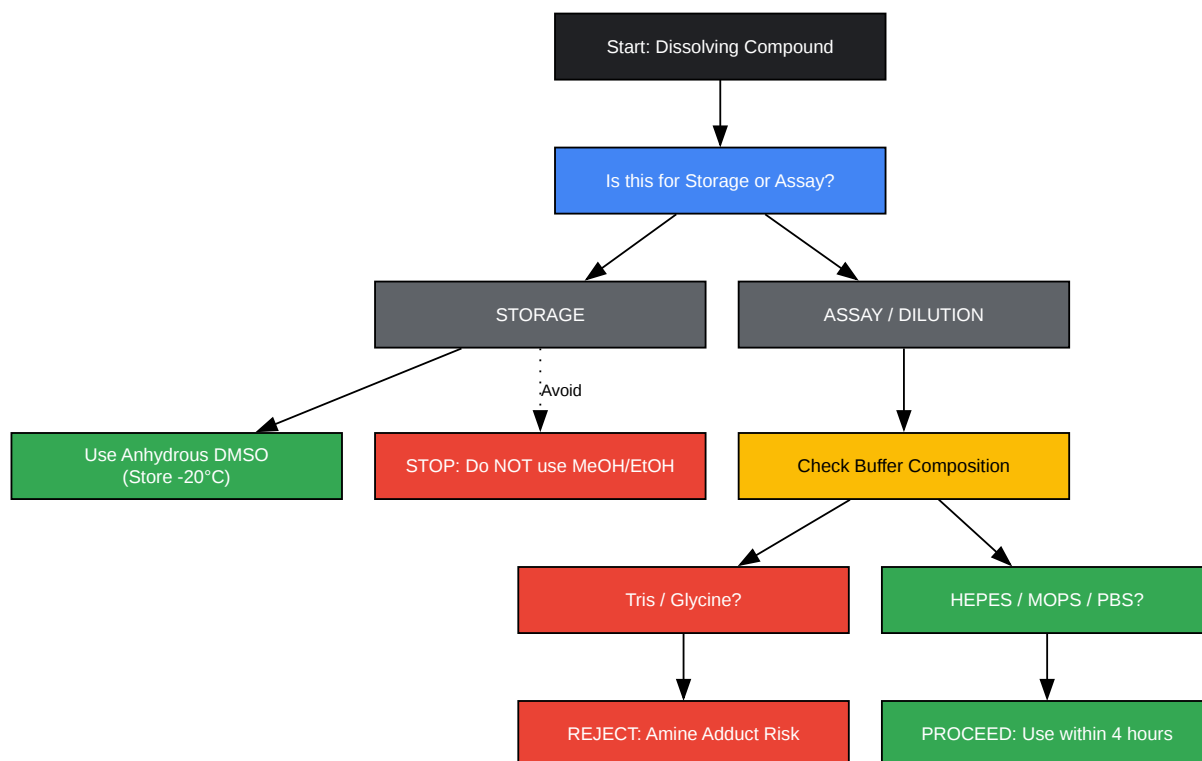 Start: Dissolving Compound
Is this for Storage or Assay?
STORAGE
ASSAY / DILUTION
Avoid
Use Anhydrous DMSO
(Store -20°C)
STOP: Do NOT use MeOH/EtOH
Check Buffer Composition
Tris / Glycine?
HEPES / MOPS / PBS?
REJECT: Amine Adduct Risk
PROCEED: Use within 4 hours